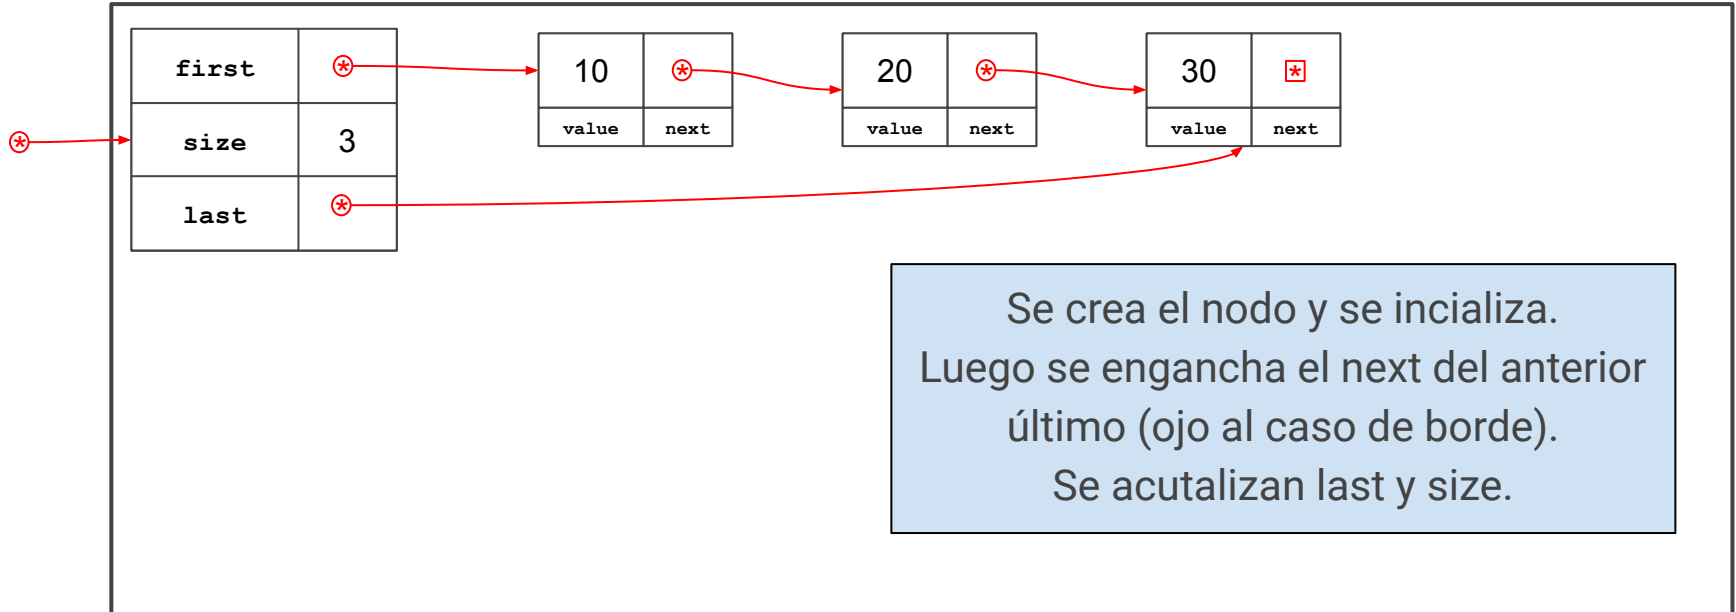 first
size 3
last
10
value next
20
value next
30
value next
Se crea el nodo y se incializa.
Luego se engancha el next del anterior
último (ojo al caso de borde).
Se acutalizan last y size.